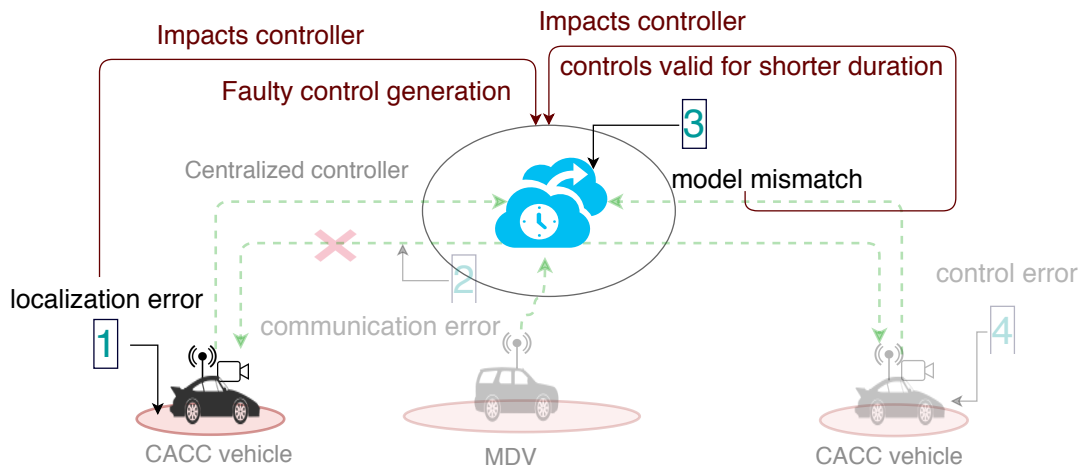 Impacts controller
Impacts controller
controls valid for shorter duration
Faulty control generation
3
Centralized controller
model mismatch
2
control error
localization error
communication error
1
4
CACC vehicle
MDV
CACC vehicle